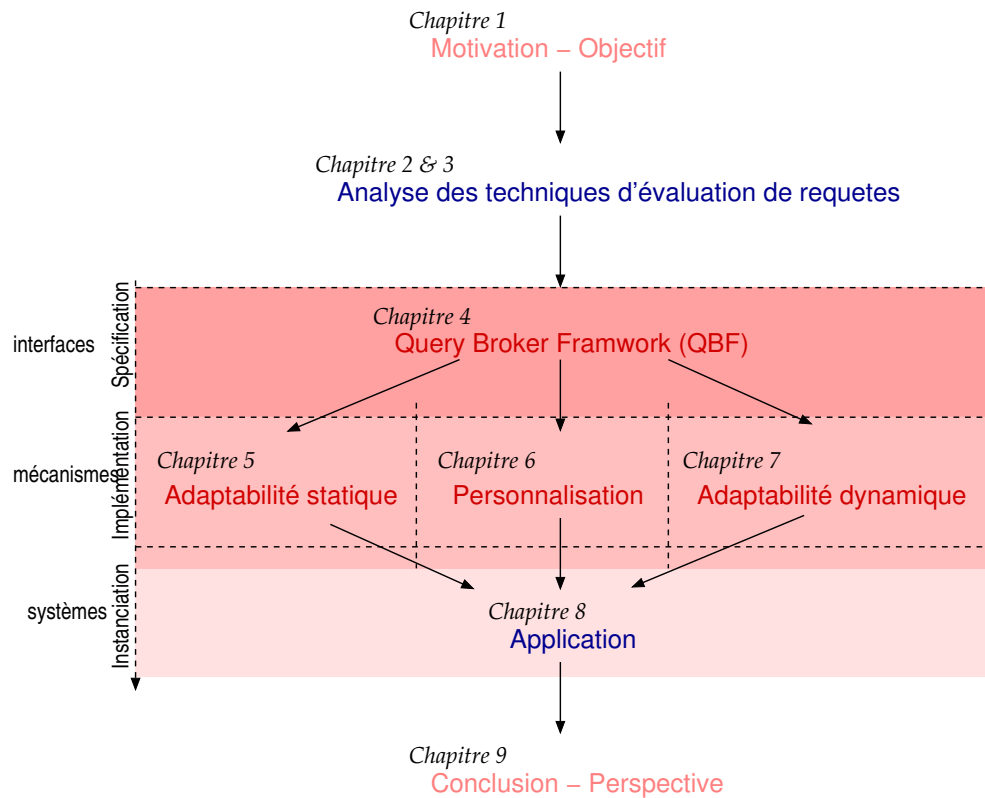 Chapitre 1
Motivation – Objectif
Chapitre 2 & 3
Analyse des techniques d'évaluation de requetes
interfaces
Spécification
Chapitre 4
Query Broker Framwork (QBF)
mécanismes
Implémentation
Chapitre 5
Adaptabilité statique
Chapitre 6
Personnalisation
Chapitre 7
Adaptabilité dynamique
systèmes
Instanciation
Chapitre 8
Application
Chapitre 9
Conclusion – Perspective